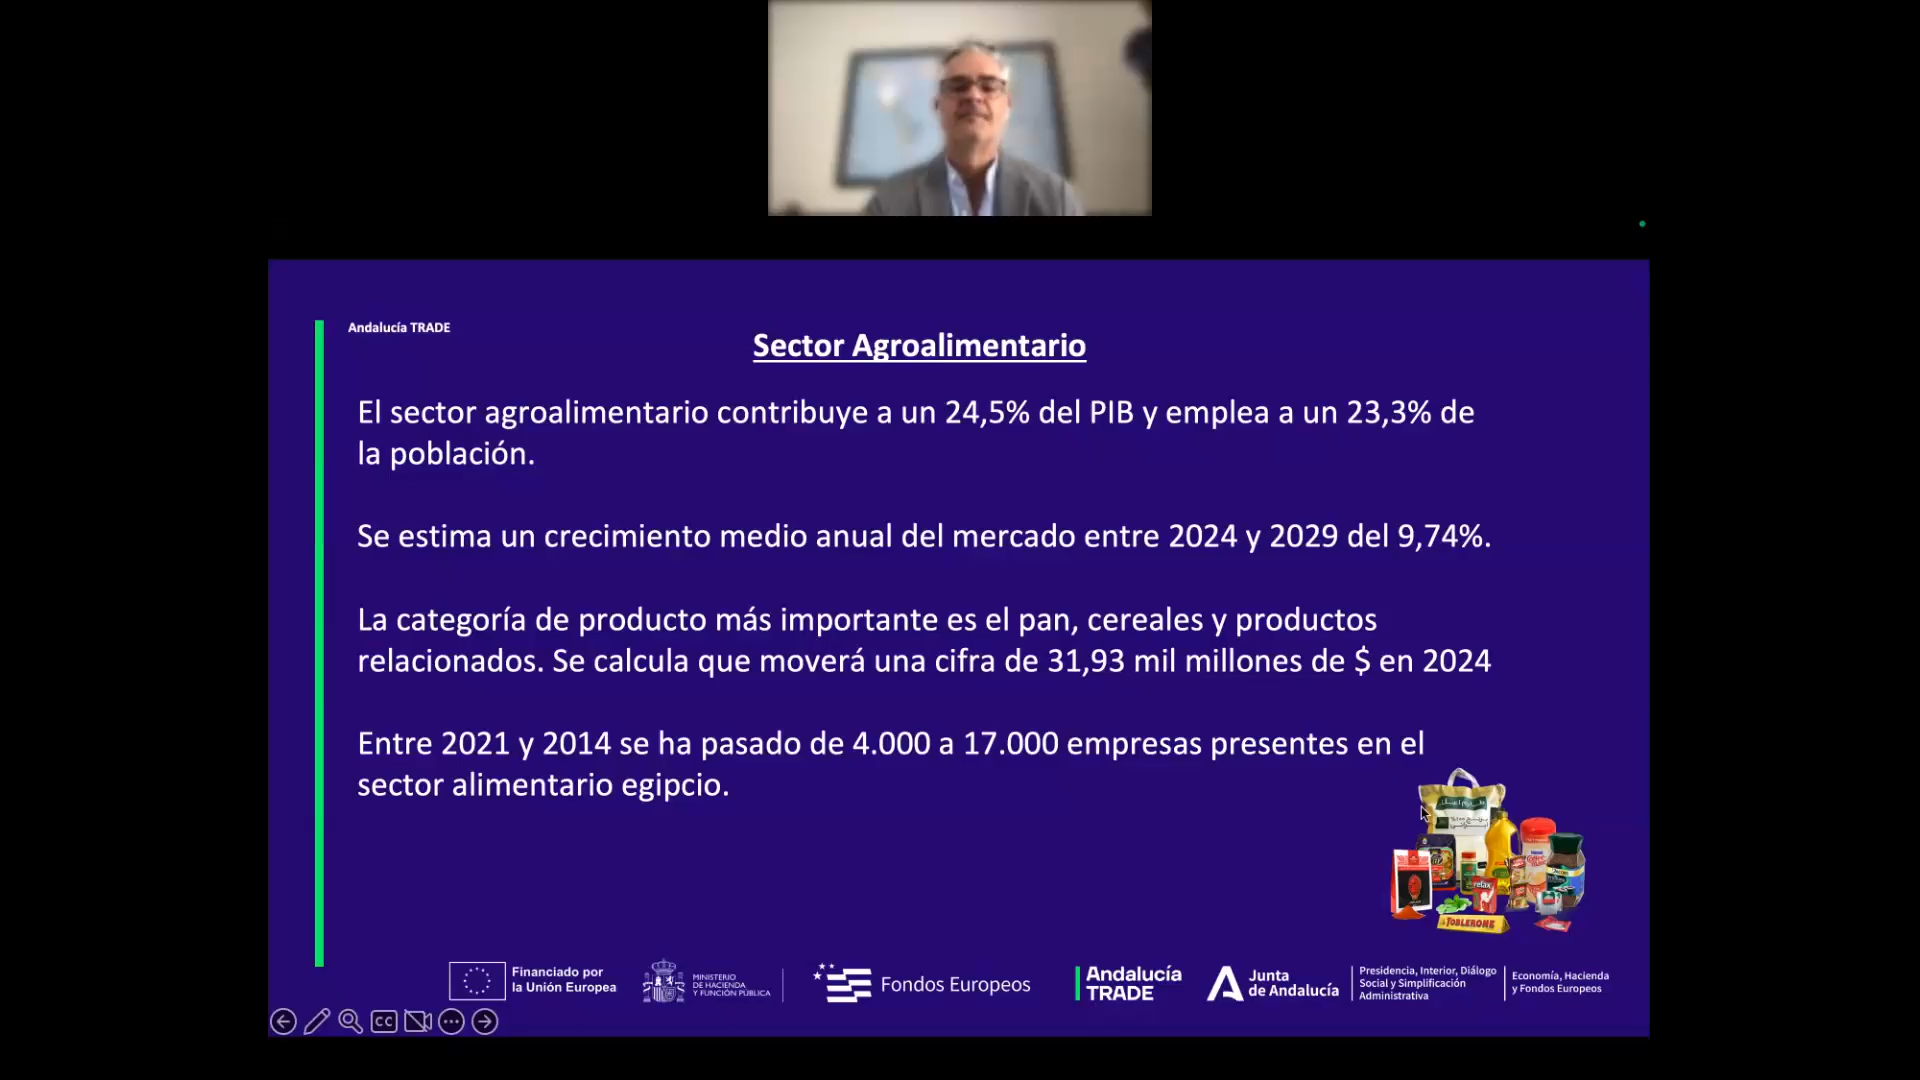 Andalucía TRADE
Sector Agroalimentario
El sector agroalimentario contribuye a un 24,5% del PIB y emplea a un 23,3% de
la población.
Se estima un crecimiento medio anual del mercado entre 2024 y 2029 del 9,74%.
La categoría de producto más importante es el pan, cereales y productos
relacionados. Se calcula que moverá una cifra de 31,93 mil millones de $ en 2024
Entre 2021 y 2014 se ha pasado de 4.000 a 17.000 empresas presentes en el
sector alimentario egipcio.
relax
TOBLERONE
Financiado por
la Unión Europea
MINISTERIO
DE HACIENDA
Y FUNCIÓN PÚBLICA
Fondos Europeos
Andalucía
TRADE
Junta
de Andalucía
Presidencia, Interior, Diálogo
Social y Simplificación
Administrativa
Economía, Hacienda
y Fondos Europeos
CC